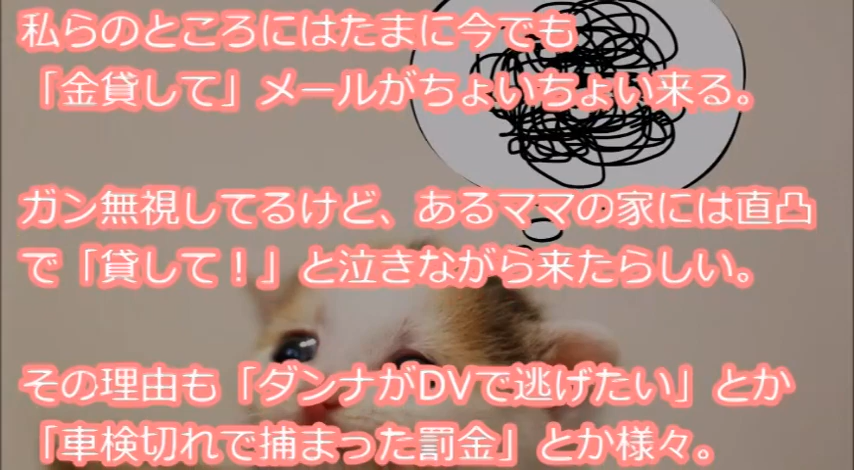 私らのところにはたまに今でも
「金貸して」メールがちょいちょい来る。
ガン無視してるけど、あるママの家には直凸
で「貸して！」と泣きながら来たらしい。
その理由も「ダンナがDVで逃げたい」とか
「車検切れで捕まった罰金」とか様々。